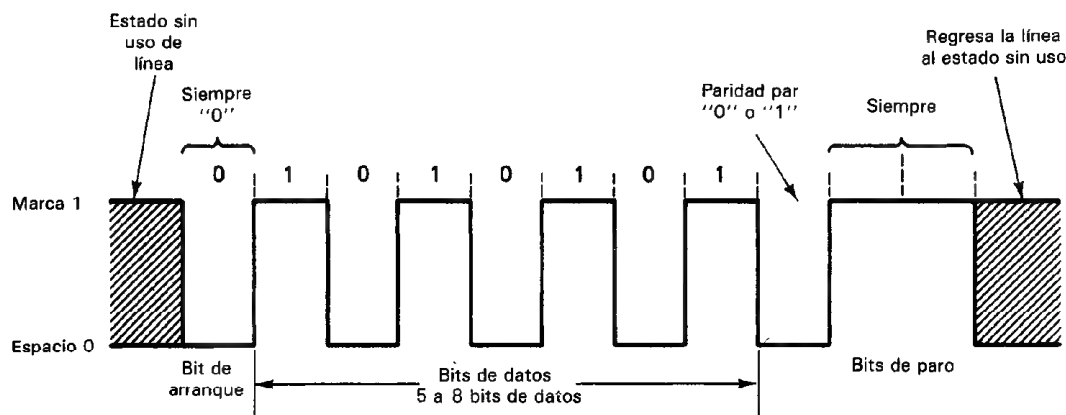 Estado sin
uso de
línea
Siempre
"0"
Paridad par
"0" o "1"
Siempre
Regresa la línea
al estado sin uso
0 1 0 1 0 1 0 1
Marca 1
Espacio 0
Bit de
arranque
Bits de datos
5 a 8 bits de datos
Bits de paro